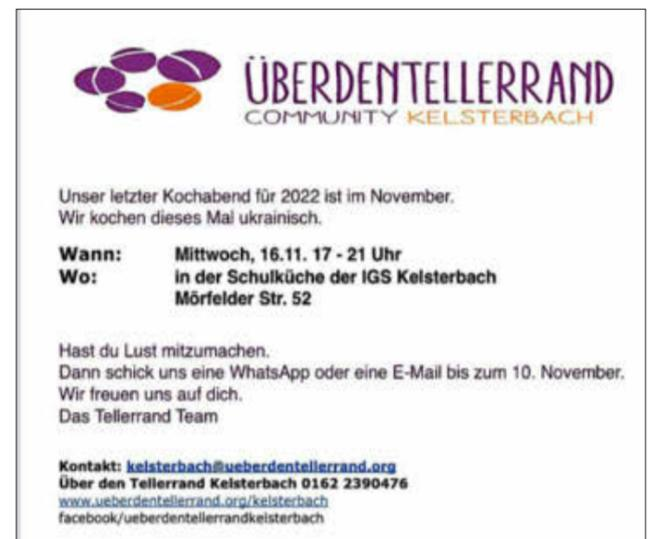 ÜBERDENTELLERRAND
COMMUNITY KELSTERBACH
Unser letzter Kochabend für 2022 ist im November.
Wir kochen dieses Mal ukrainisch.
Wann: Mittwoch, 16.11. 17 - 21 Uhr
Wo: in der Schulküche der IGS Kelsterbach
Mörfelder Str. 52
Hast du Lust mitzumachen.
Dann schick uns eine WhatsApp oder eine E-Mail bis zum 10. November.
Wir freuen uns auf dich.
Das Tellerrand Team
Kontakt: kelsterbach@ueberdentellerrand.org
Über den Tellerrand Kelsterbach 0162 2390476
www.ueberdentellerrand.org/kelsterbach
facebook/ueberdentellerrandkelsterbach